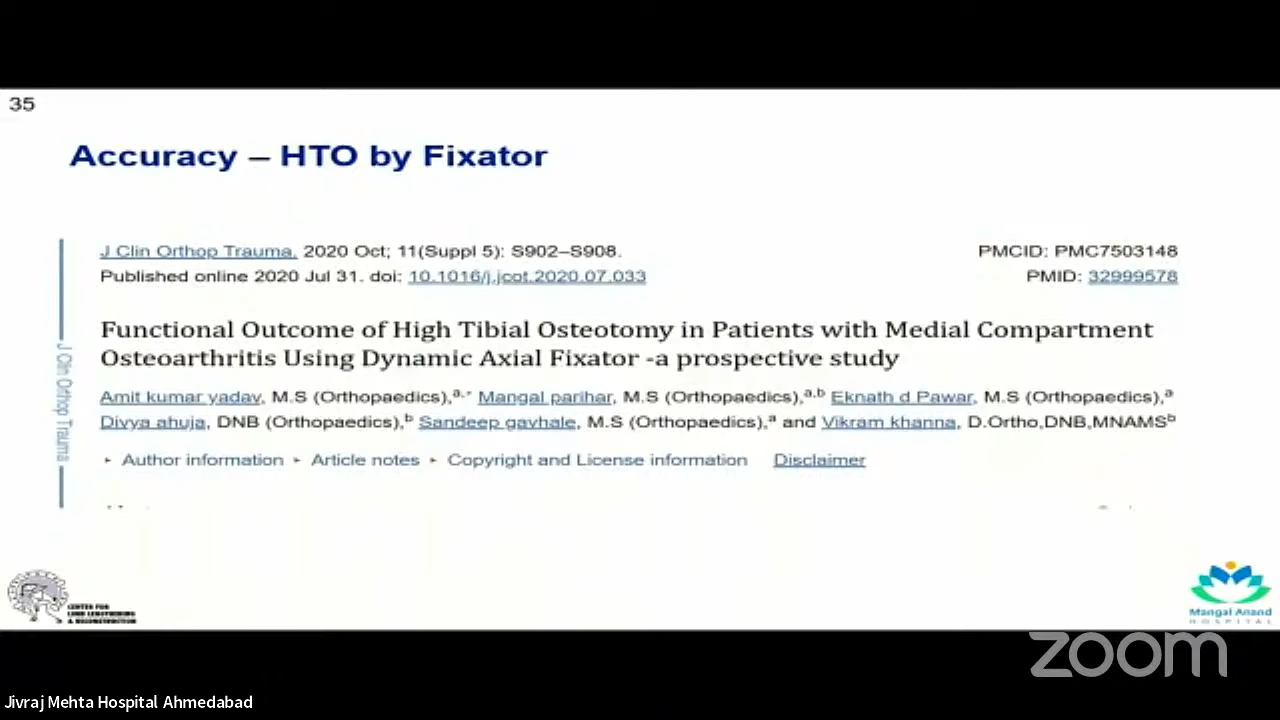 35
Accuracy – HTO by Fixator
J Clin Orthop Trauma. 2020 Oct; 11(Suppl 5): S902–S908.
PMCID: PMC7503148
Published online 2020 Jul 31. doi: 10.1016/j.jcot.2020.07.033
PMID: 32999578
Functional Outcome of High Tibial Osteotomy in Patients with Medial Compartment
Osteoarthritis Using Dynamic Axial Fixator -a prospective study
Amit kumar yadav, M.S (Orthopaedics),a,* Mangal parihar, M.S (Orthopaedics),a,b Eknath d Pawar, M.S (Orthopaedics),a
Divya ahuja, DNB (Orthopaedics),b Sandeep gavhale, M.S (Orthopaedics),a and Vikram khanna, D.Ortho,DNB,MNAMSb
▸ Author information ▸ Article notes ▸ Copyright and License information Disclaimer
J Clin Orthop Trauma
CENTER FOR
LIMB LENGTHENING
& RECONSTRUCTION
Mangal Anand
HOSPITAL
zoom
Jivraj Mehta Hospital Ahmedabad